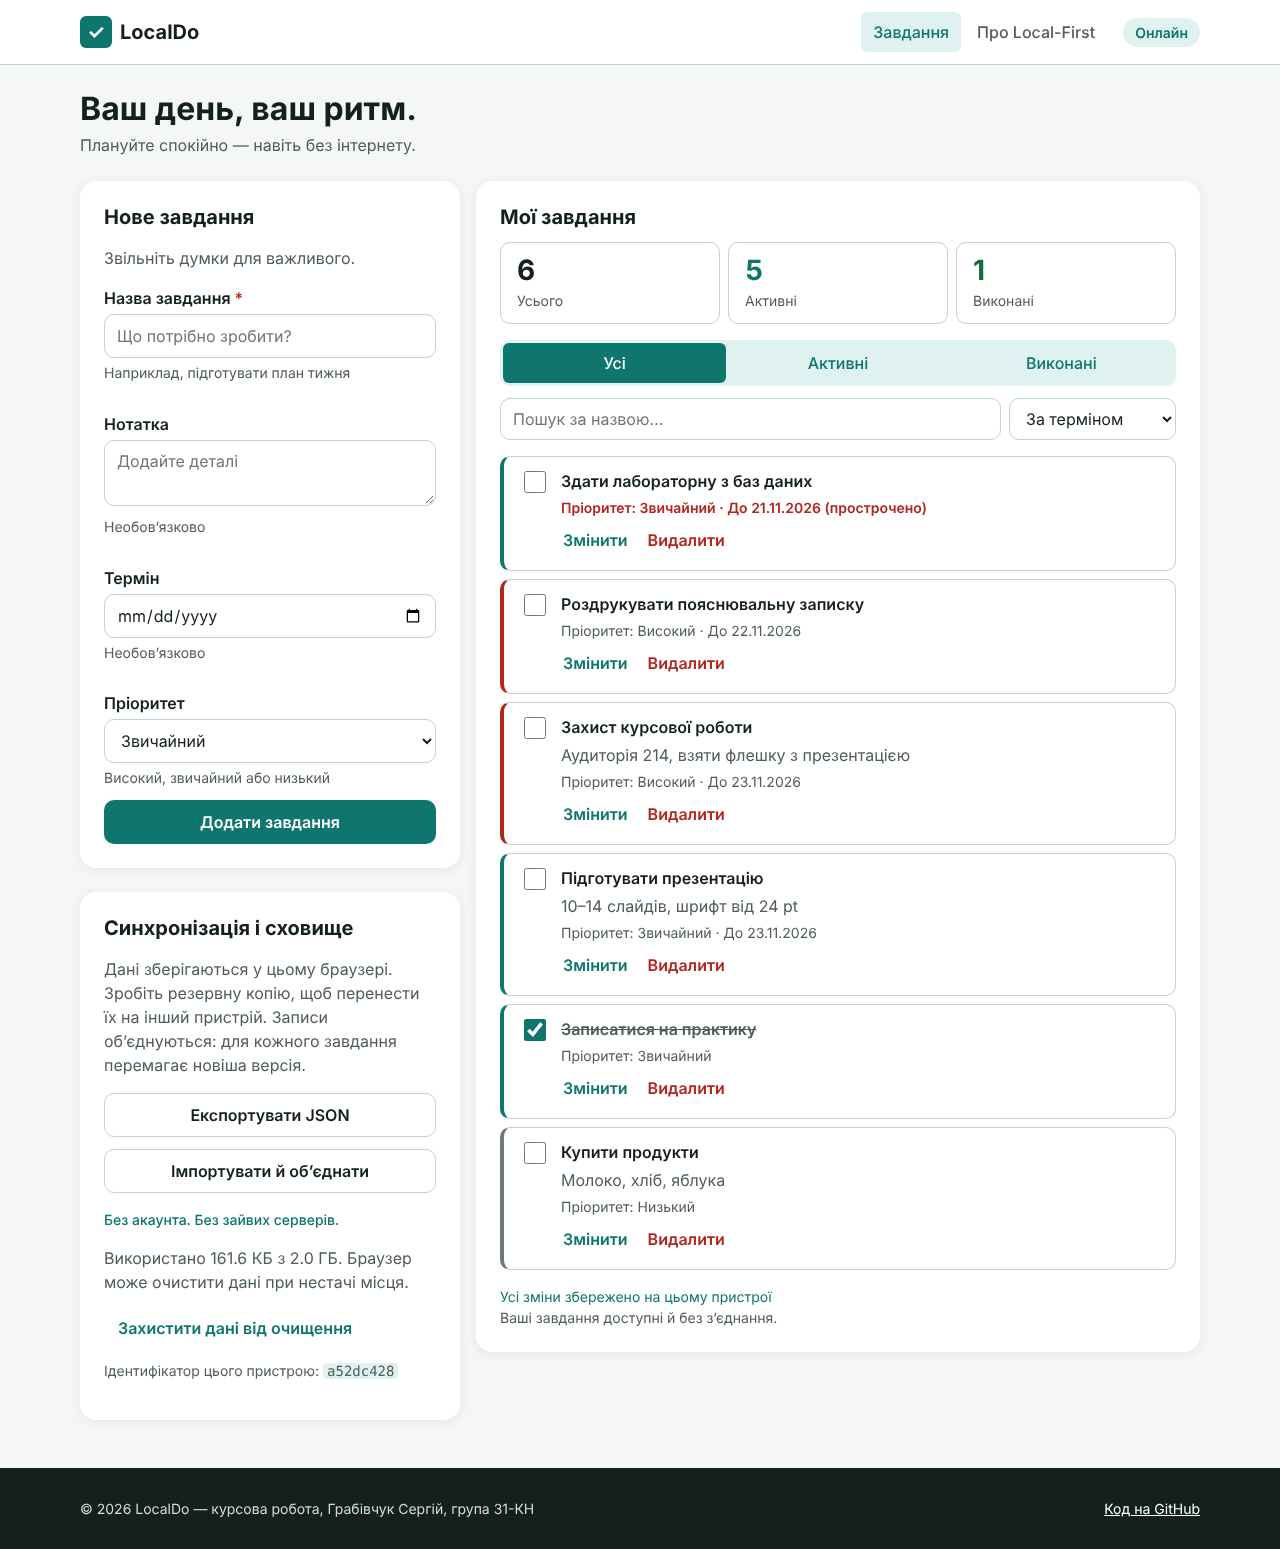 LocalDo
Завдання
Про Local-First
Онлайн
Ваш день, ваш ритм.
Плануйте спокійно — навіть без інтернету.
Нове завдання
Звільніть думки для важливого.
Назва завдання *
Що потрібно зробити?
Наприклад, підготувати план тижня
Нотатка
Додайте деталі
Необов’язково
Термін
mm/dd/yyyy
Необов’язково
Пріоритет
Звичайний
Високий, звичайний або низький
Додати завдання
Синхронізація і сховище
Дані зберігаються у цьому браузері.
Зробіть резервну копію, щоб перенести
їх на інший пристрій. Записи
об’єднуються: для кожного завдання
перемагає новіша версія.
Експортувати JSON
Імпортувати й об’єднати
Без акаунта. Без зайвих серверів.
Використано 161.6 КБ з 2.0 ГБ. Браузер
може очистити дані при нестачі місця.
Захистити дані від очищення
Ідентифікатор цього пристрою: a52dc428
Мої завдання
6
Усього
5
Активні
1
Виконані
Усі
Активні
Виконані
Пошук за назвою…
За терміном
Здати лабораторну з баз даних
Пріоритет: Звичайний · До 21.11.2026 (прострочено)
Змінити Видалити
Роздрукувати пояснювальну записку
Пріоритет: Високий · До 22.11.2026
Змінити Видалити
Захист курсової роботи
Аудиторія 214, взяти флешку з презентацією
Пріоритет: Високий · До 23.11.2026
Змінити Видалити
Підготувати презентацію
10–14 слайдів, шрифт від 24 pt
Пріоритет: Звичайний · До 23.11.2026
Змінити Видалити
Записатися на практику
Пріоритет: Звичайний
Змінити Видалити
Купити продукти
Молоко, хліб, яблука
Пріоритет: Низький
Змінити Видалити
Усі зміни збережено на цьому пристрої
Ваші завдання доступні й без з’єднання.
© 2026 LocalDo — курсова робота, Грабівчук Сергій, група 31-КН
Код на GitHub